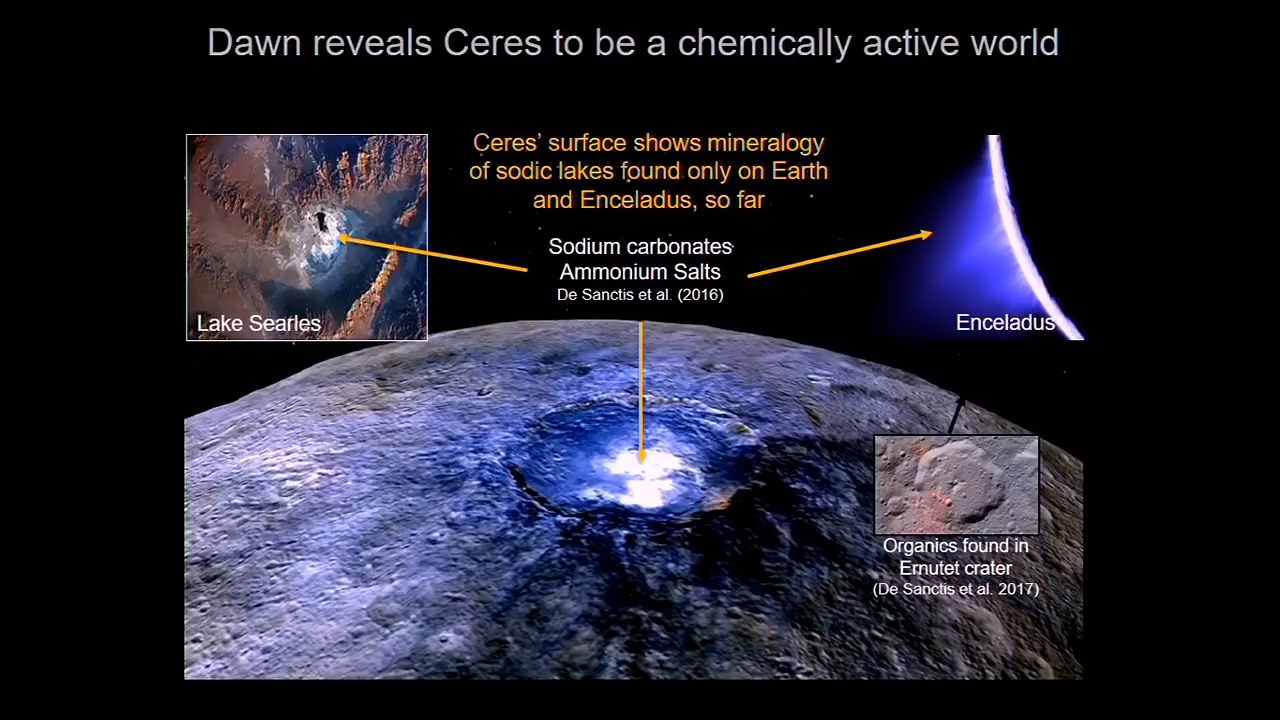 Dawn reveals Ceres to be a chemically active world
Ceres’ surface shows mineralogy
of sodic lakes found only on Earth
and Enceladus, so far
Sodium carbonates
Ammonium Salts
De Sanctis et al. (2016)
Lake Searles
Enceladus
Organics found in
Ernutet crater
(De Sanctis et al. 2017)